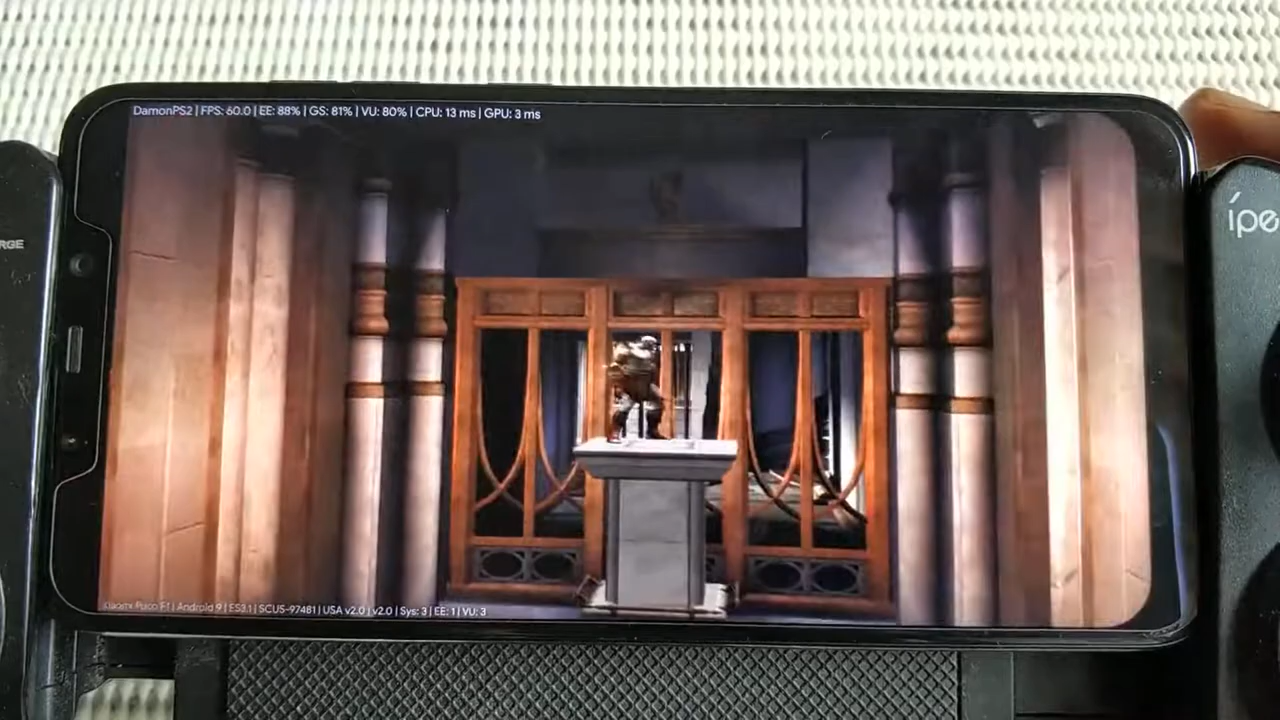 DamonPS2 | FPS: 60.0 | EE: 88% | GS: 81% | VU: 80% | CPU: 13 ms | GPU: 3 ms
RGE
ípe
Xiaomi Poco F1 | Android 9 | ES3.1 | SCUS-97481 | USA v2.0 | v2.0 | Sys: 3 | EE: 1 | VU: 3